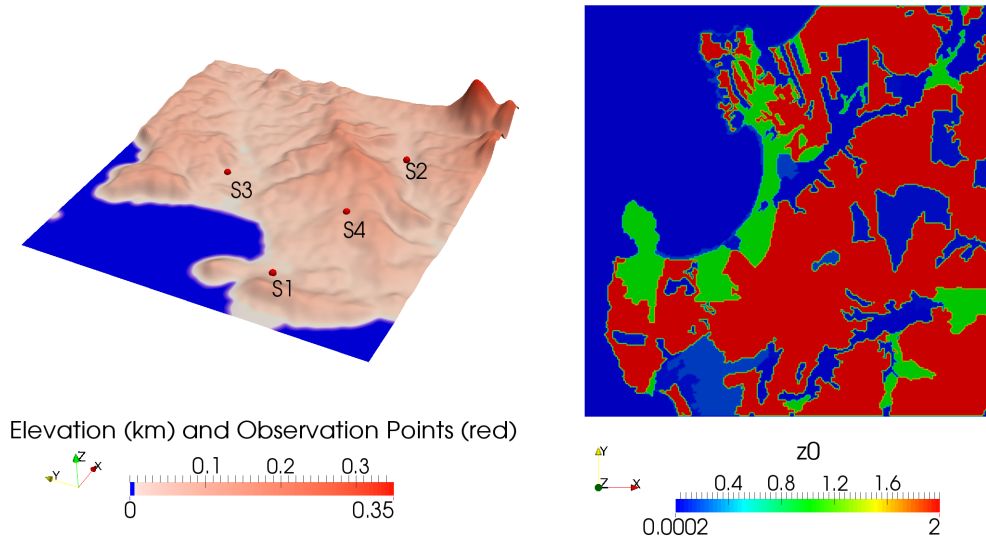 S2
S3
S4
S1
Elevation (km) and Observation Points (red)
Z
Y
X
0.1 0.2 0.3
0 0.35
z0
Y
Z
X
0.4 0.8 1.2 1.6
0.0002 2